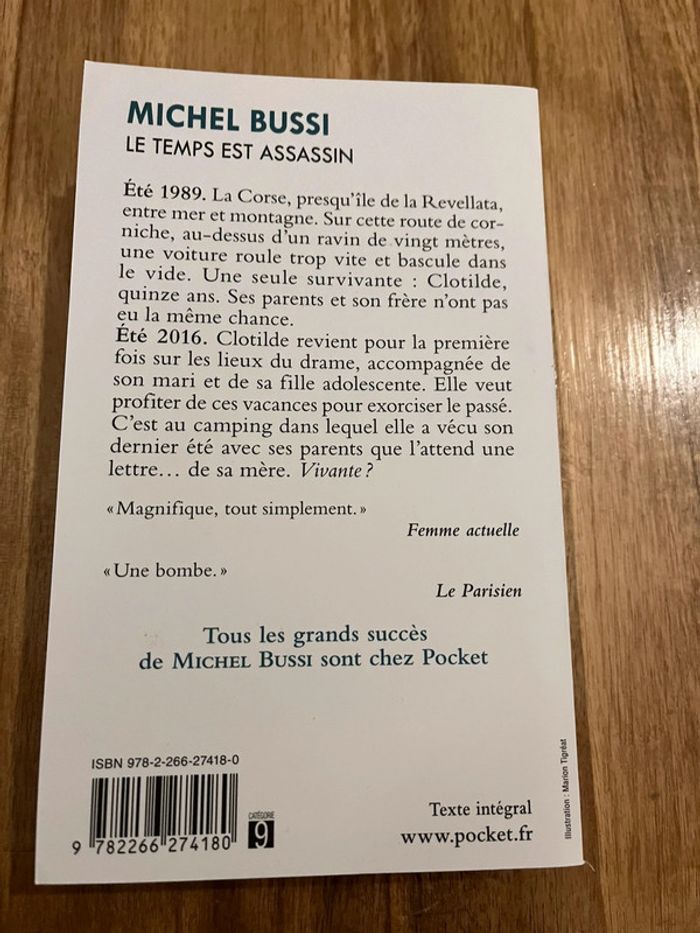 MICHEL BUSSI
LE TEMPS EST ASSASSIN
Été 1989. La Corse, presqu'île de la Revellata,
entre mer et montagne. Sur cette route de cor-
niche, au-dessus d'un ravin de vingt mètres,
une voiture roule trop vite et bascule dans
le vide. Une seule survivante : Clotilde,
quinze ans. Ses parents et son frère n'ont pas
eu la même chance.
Été 2016. Clotilde revient pour la première
fois sur les lieux du drame, accompagnée de
son mari et de sa fille adolescente. Elle veut
profiter de ces vacances pour exorciser le passé.
C'est au camping dans lequel elle a vécu son
dernier été avec ses parents que l'attend une
lettre… de sa mère. Vivante ?
« Magnifique, tout simplement. »
Femme actuelle
« Une bombe. »
Le Parisien
Tous les grands succès
de MICHEL BUSSI sont chez Pocket
ISBN 978-2-266-27418-0
9 782266 274180
CATÉGORIE
9
Texte intégral
www.pocket.fr
Illustration : Marion Tigréat